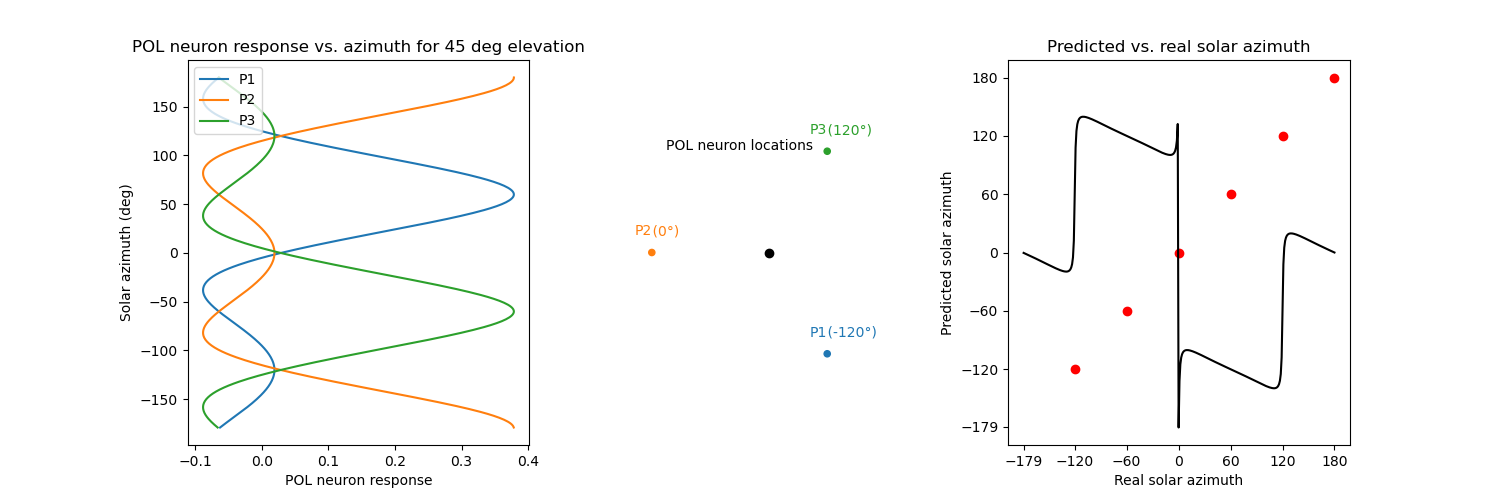 POL neuron response vs. azimuth for 45 deg elevation
P1
P2
P3
150
100
50
0
−50
−100
−150
Solar azimuth (deg)
−0.1
0.0
0.1
0.2
0.3
0.4
POL neuron response
P3(120°)
POL neuron locations
P2(0°)
P1(-120°)
Predicted vs. real solar azimuth
180
120
60
0
−60
−120
−179
Predicted solar azimuth
−179
−120
−60
0
60
120
180
Real solar azimuth